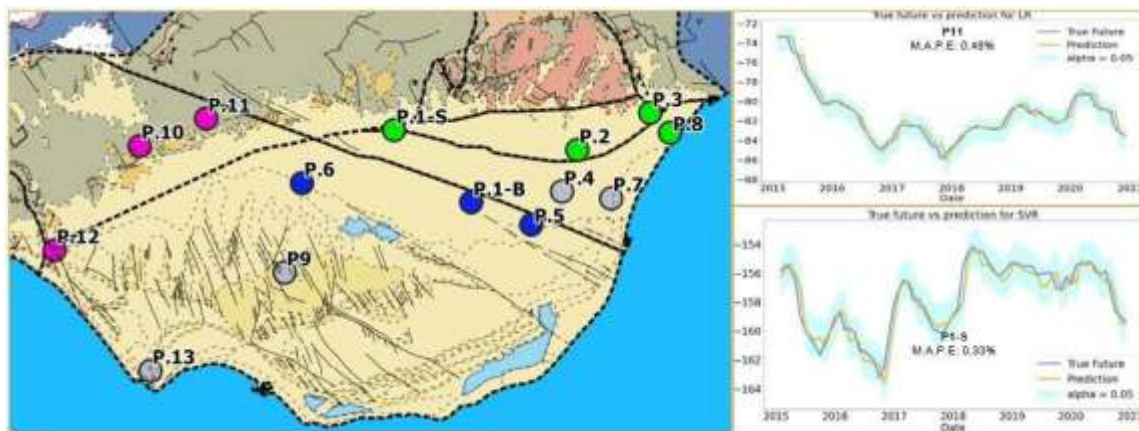 P.11
P.10
P.1-S
P.3
P.8
P.2
P.6
P.4
P.7
P.1-B
P.5
P.12
P9
P.13
True future vs prediction for LR
−72
P11
M.A.P.E: 0.48%
True Future
Prediction
alpha = 0.05
−80
−82
−84
−86
−88
2015
2016
2017
2018
2019
2020
2021
Date
True future vs prediction for SVR
−154
−156
−158
−160
−162
−164
P1-S
M.A.P.E: 0.33%
True Future
Prediction
alpha = 0.05
2015
2016
2017
2018
2019
2020
2021
Date